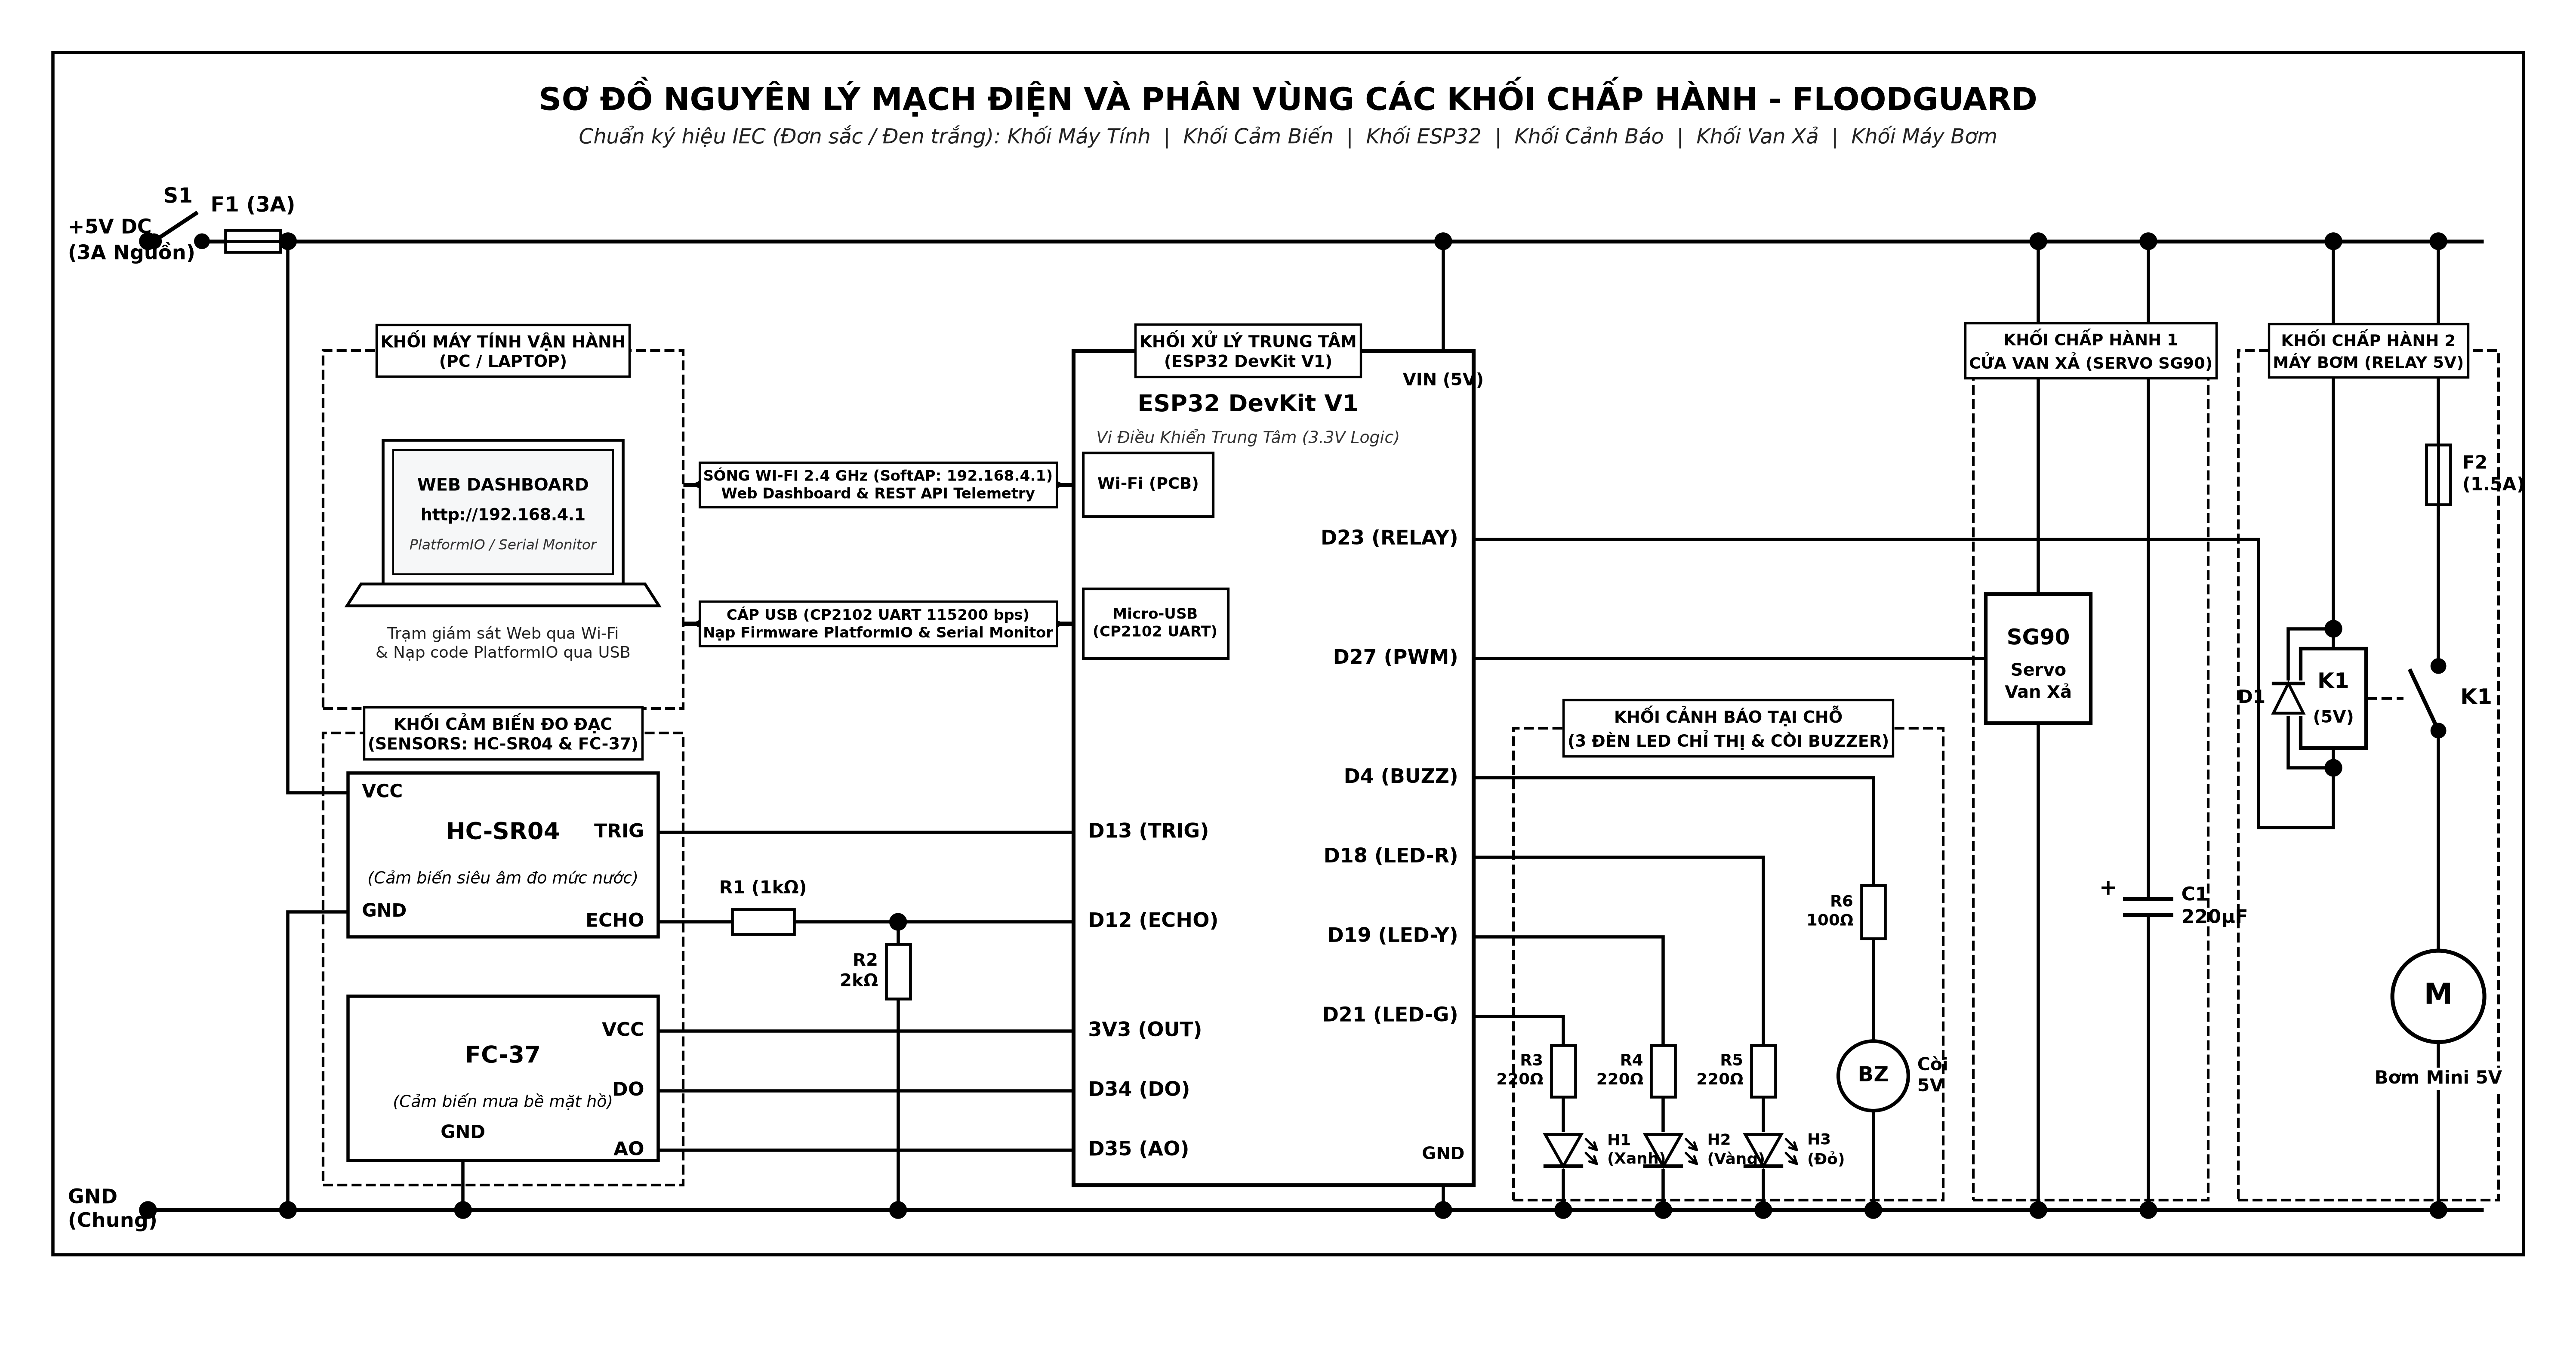 SƠ ĐỒ NGUYÊN LÝ MẠCH ĐIỆN VÀ PHÂN VÙNG CÁC KHỐI CHẤP HÀNH - FLOODGUARD
Chuẩn ký hiệu IEC (Đơn sắc / Đen trắng): Khối Máy Tính | Khối Cảm Biến | Khối ESP32 | Khối Cảnh Báo | Khối Van Xả | Khối Máy Bơm
S1
F1 (3A)
+5V DC
(3A Nguồn)
KHỐI MÁY TÍNH VẬN HÀNH
(PC / LAPTOP)
WEB DASHBOARD
http://192.168.4.1
PlatformIO / Serial Monitor
Trạm giám sát Web qua Wi-Fi
& Nạp code PlatformIO qua USB
SÓNG WI-FI 2.4 GHz (SoftAP: 192.168.4.1)
Web Dashboard & REST API Telemetry
CÁP USB (CP2102 UART 115200 bps)
Nạp Firmware PlatformIO & Serial Monitor
KHỐI CẢM BIẾN ĐO ĐẠC
(SENSORS: HC-SR04 & FC-37)
VCC
HC-SR04
TRIG
(Cảm biến siêu âm đo mức nước)
GND
ECHO
R1 (1kΩ)
R2
2kΩ
VCC
FC-37
DO
(Cảm biến mưa bề mặt hồ)
GND
AO
GND
(Chung)
KHỐI XỬ LÝ TRUNG TÂM
(ESP32 DevKit V1)
VIN (5V)
ESP32 DevKit V1
Vi Điều Khiển Trung Tâm (3.3V Logic)
Wi-Fi (PCB)
D23 (RELAY)
Micro-USB
(CP2102 UART)
D27 (PWM)
D4 (BUZZ)
D13 (TRIG)
D18 (LED-R)
D12 (ECHO)
D19 (LED-Y)
D21 (LED-G)
3V3 (OUT)
D34 (DO)
D35 (AO)
GND
KHỐI CẢNH BÁO TẠI CHỖ
(3 ĐÈN LED CHỈ THỊ & CÒI BUZZER)
R6
100Ω
R3
220Ω
R4
220Ω
R5
220Ω
BZ
Còi
5V
H1
(Xanh)
H2
(Vàng)
H3
(Đỏ)
KHỐI CHẤP HÀNH 1
CỬA VAN XẢ (SERVO SG90)
SG90
Servo
Van Xả
+
C1
220µF
KHỐI CHẤP HÀNH 2
MÁY BƠM (RELAY 5V)
F2
(1.5A)
D1
K1
(5V)
K1
M
Bơm Mini 5V